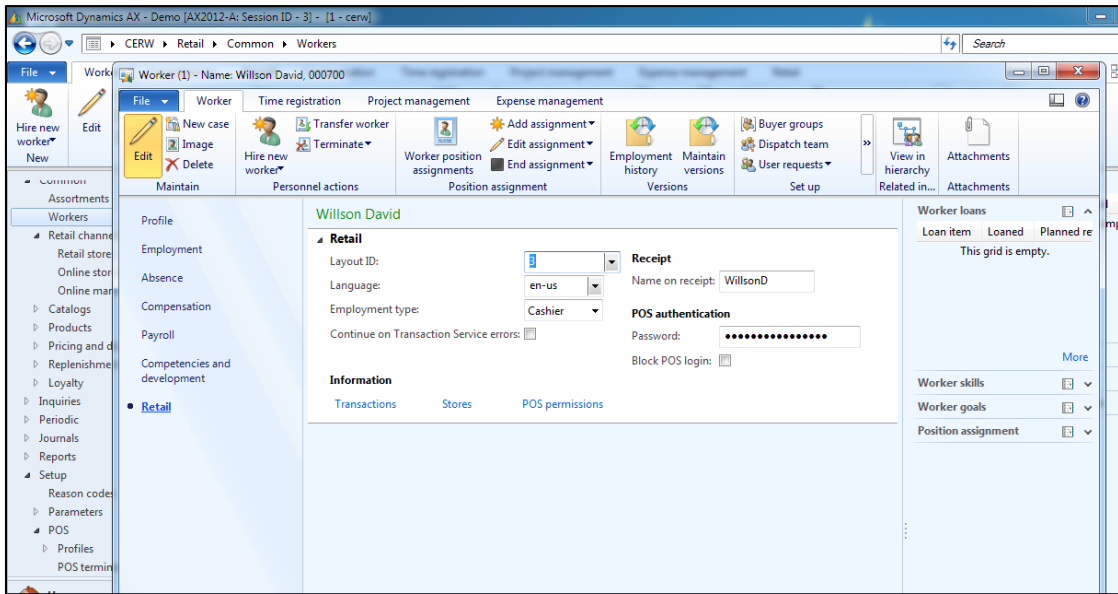 Microsoft Dynamics AX - Demo [AX2012-A: Session ID - 3] - [1 - cerw]
CERW Retail Common Workers
Search
File
Worker (1) - Name: Willson David, 000700
File Worker Time registration Project management Expense management
Hire new worker
Edit
New
Edit
New case
Image
Delete
Maintain
Hire new worker
Transfer worker
Terminate
Personnel actions
Worker position assignments
Add assignment
Edit assignment
End assignment
Position assignment
Employment history
Maintain versions
Versions
Buyer groups
Dispatch team
User requests
Set up
»
View in hierarchy
Related in...
Attachments
Attachments
Common
Assortments
Workers
Retail channe
Retail store
Online stor
Online mar
Catalogs
Products
Pricing and d
Replenishme
Loyalty
Inquiries
Periodic
Journals
Reports
Setup
Reason codes
Parameters
POS
Profiles
POS termin
Profile
Employment
Absence
Compensation
Payroll
Competencies and
development
Retail
Willson David
Retail
Layout ID: 3
Language: en-us
Employment type: Cashier
Continue on Transaction Service errors:
Information
Transactions Stores POS permissions
Receipt
Name on receipt: WillsonD
POS authentication
Password: ••••••••••••••••
Block POS login:
Worker loans
Loan item Loaned Planned re
This grid is empty.
More
Worker skills
Worker goals
Position assignment